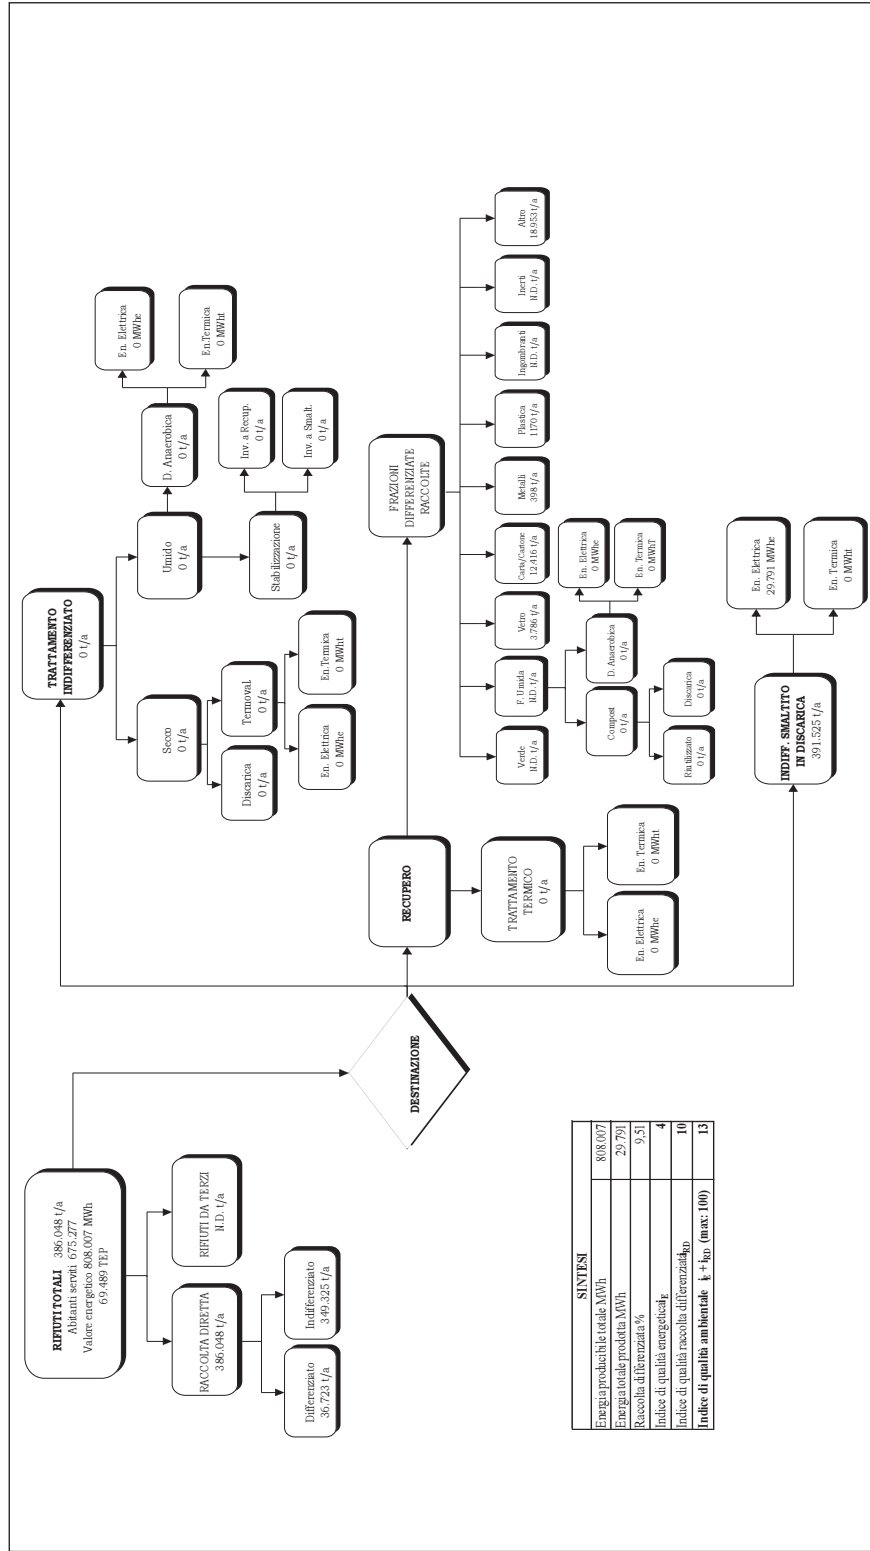 RIFIUTI TOTALI 386.048 t/a
Abitanti serviti 675.277
Valore energetico 808.007 MWh
69.489 TEP
RACCOLTA DIRETTA
386.048 t/a
RIFIUTI DA TERZI
N.D. t/a
Differenziato
36.723 t/a
Indifferenziato
349.325 t/a
DESTINAZIONE
TRATTAMENTO
INDIFFERENZIATO
0 t/a
Secco
0 t/a
Umido
0 t/a
D. Anaerobica
0 t/a
En. Elettrica
0 MWhe
En.Termica
0 MWht
Discarica
0 t/a
Termoval.
0 t/a
Stabilizzazione
0 t/a
Inv. a Recup.
0 t/a
Inv. a Smalt.
0 t/a
En. Elettrica
0 MWhe
En.Termica
0 MWht
RECUPERO
FRAZIONI
DIFFERENZIATE
RACCOLTE
TRATTAMENTO
TERMICO
0 t/a
En. Elettrica
0 MWhe
En. Termica
0 MWht
Verde
N.D. t/a
F. Umida
N.D. t/a
Vetro
3.786 t/a
Carta/Cartone
12.416 t/a
Metalli
398 t/a
Plastica
1170 t/a
Ingombranti
N.D. t/a
Inerti
N.D. t/a
Altro
18.953 t/a
Compost
0 t/a
D. Anaerobica
0 t/a
En. Elettrica
0 MWhe
En. Termica
0 MWhT
Riutilizzato
0 t/a
Discarica
0 t/a
INDIFF. SMALTITO
IN DISCARICA
391.525 t/a
En. Elettrica
29.791 MWhe
En. Termica
0 MWht
SINTESI
Energia producibile totale MWh 808.007
Energia totale prodotta MWh 29.791
Raccolta differenziata % 9,51
Indice di qualità energetica iE 4
Indice di qualità raccolta differenziata iRD 10
Indice di qualità ambientale iE + iRD (max: 100) 13